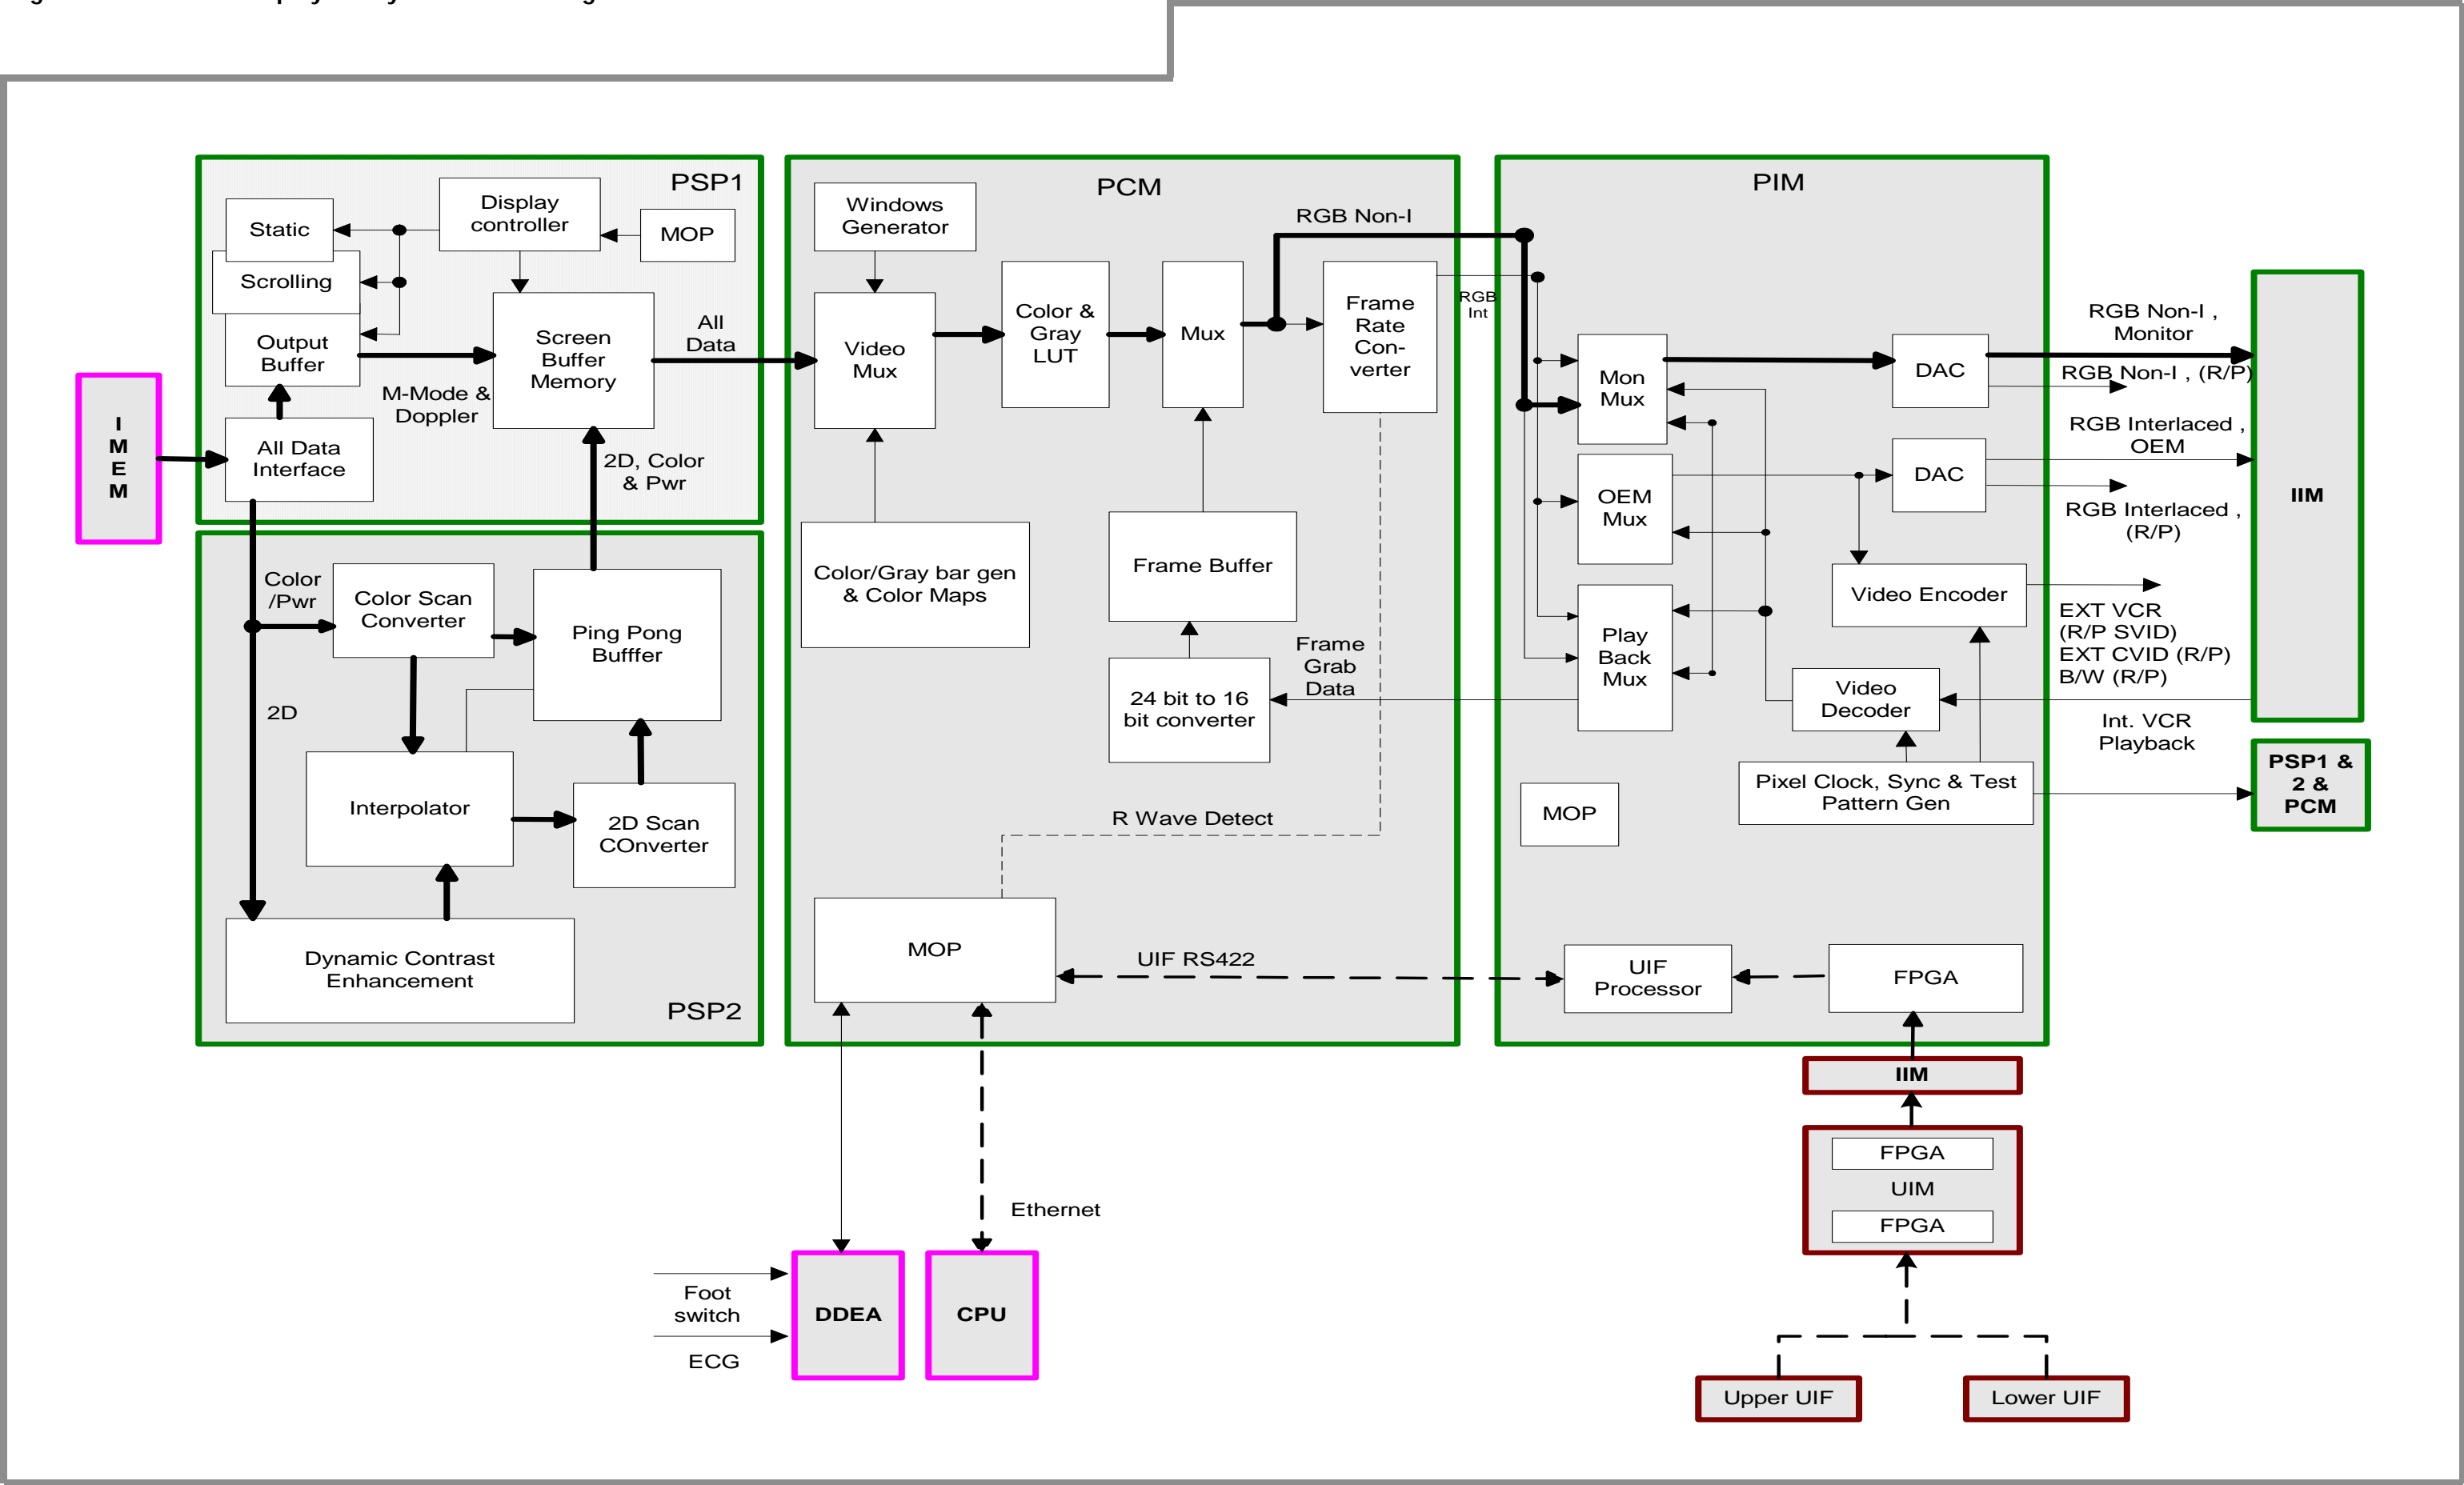 PSP1
Static
Display
controller
MOP
Scrolling
Output
Buffer
Screen
Buffer
Memory
M-Mode &
Doppler
All Data
Interface
2D, Color
& Pwr
I
M
E
M
All
Data
Color
/Pwr
Color Scan
Converter
Ping Pong
Bufffer
2D
Interpolator
2D Scan
COnverter
Dynamic Contrast
Enhancement
PSP2
PCM
Windows
Generator
RGB Non-I
Video
Mux
Color &
Gray
LUT
Mux
Frame
Rate
Con-
verter
RGB
Int
Color/Gray bar gen
& Color Maps
Frame Buffer
24 bit to 16
bit converter
Frame
Grab
Data
R Wave Detect
MOP
UIF RS422
PIM
Mon
Mux
DAC
OEM
Mux
DAC
Video Encoder
Play
Back
Mux
Video
Decoder
Pixel Clock, Sync & Test
Pattern Gen
MOP
UIF
Processor
FPGA
RGB Non-I ,
Monitor
RGB Non-I , (R/P)
RGB Interlaced ,
OEM
RGB Interlaced ,
(R/P)
EXT VCR
(R/P SVID)
EXT CVID (R/P)
B/W (R/P)
Int. VCR
Playback
IIM
PSP1 &
2 &
PCM
IIM
FPGA
UIM
FPGA
Upper UIF
Lower UIF
Ethernet
Foot
switch
ECG
DDEA
CPU